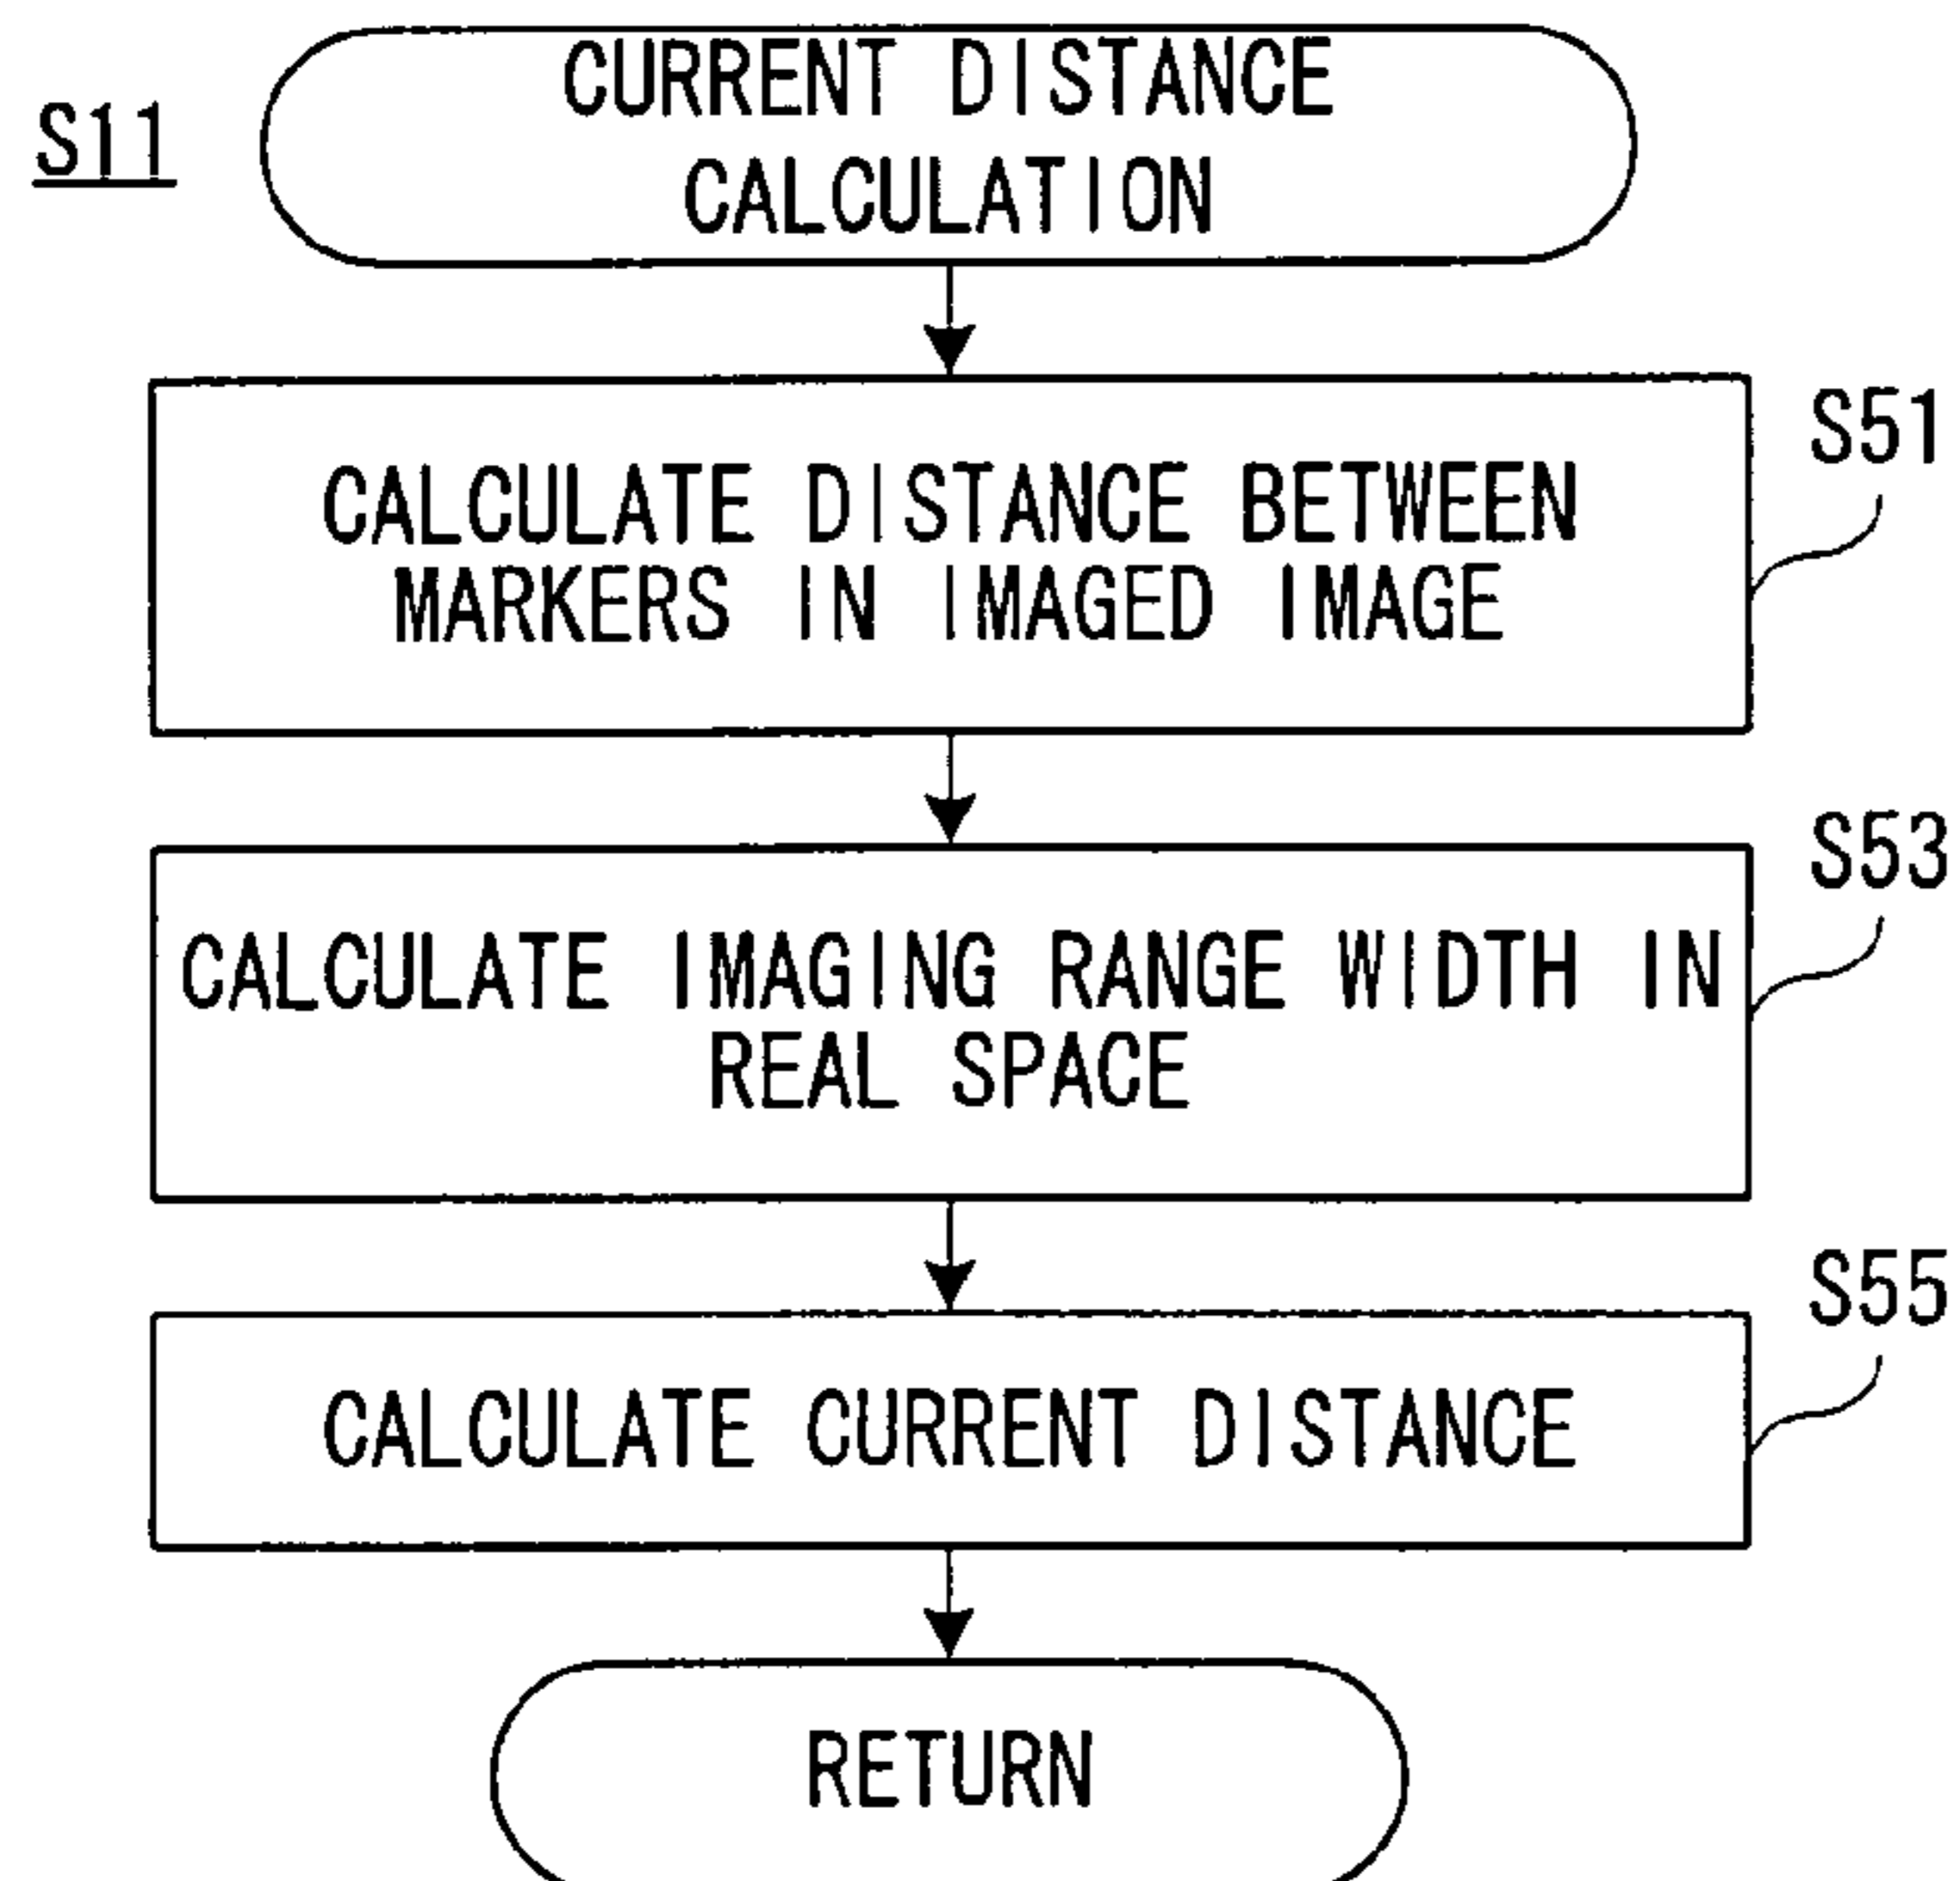 CURRENT DISTANCE
CALCULATION
S11
S51
CALCULATE DISTANCE BETWEEN
MARKERS IN IMAGED IMAGE
S53
CALCULATE IMAGING RANGE WIDTH IN
REAL SPACE
S55
CALCULATE CURRENT DISTANCE
RETURN